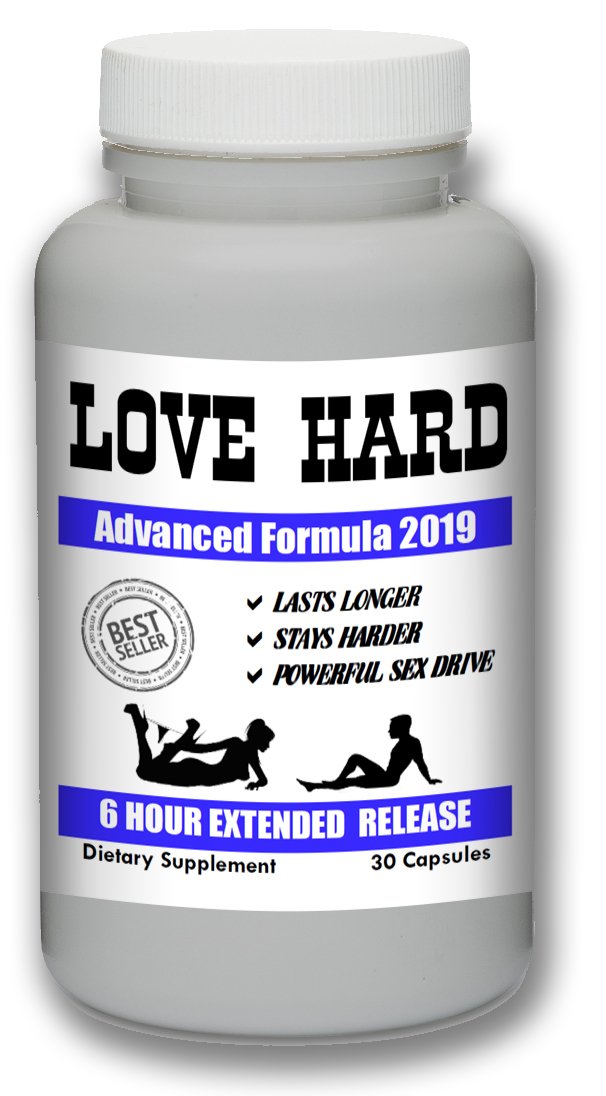 LOVE HARD
Advanced Formula 2019
BEST
SELLER
LASTS LONGER
STAYS HARDER
POWERFUL SEX DRIVE
6 HOUR EXTENDED RELEASE
Dietary Supplement
30 Capsules